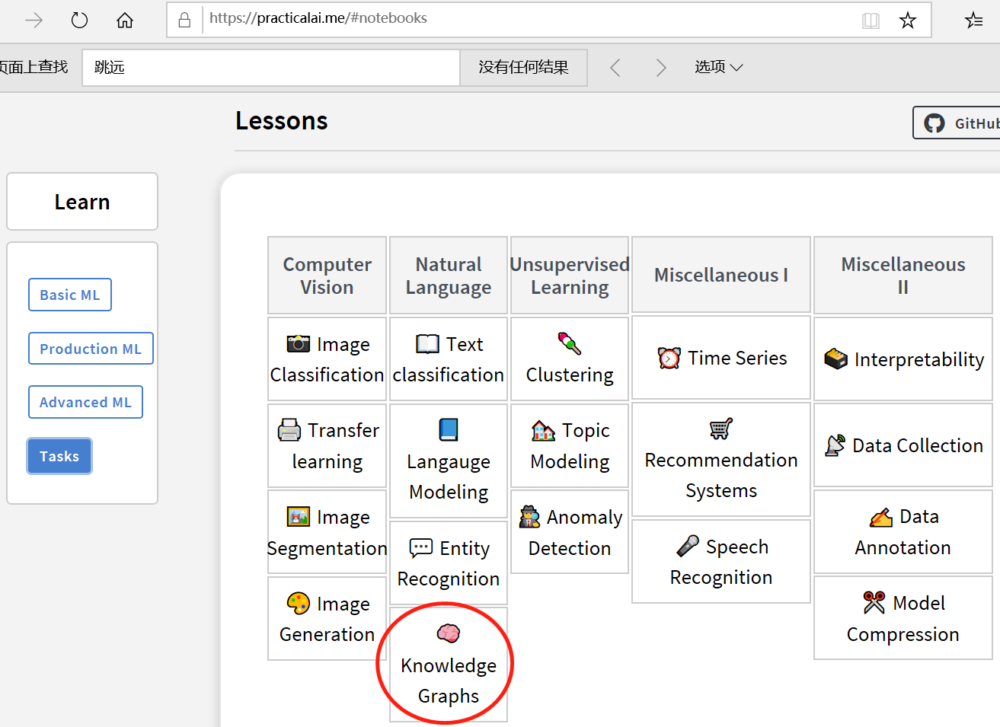 https://practicalai.me/#notebooks
页面上查找
跳远
没有任何结果
选项
Lessons
GitHub
Learn
Basic ML
Production ML
Advanced ML
Tasks
Computer
Vision
Natural
Language
Unsupervised
Learning
Miscellaneous I
Miscellaneous
II
Image
Classification
Text
classification
Clustering
Time Series
Interpretability
Transfer
learning
Langauge
Modeling
Topic
Modeling
Recommendation
Systems
Data Collection
Image
Segmentation
Entity
Recognition
Anomaly
Detection
Speech
Recognition
Data
Annotation
Image
Generation
Knowledge
Graphs
Model
Compression